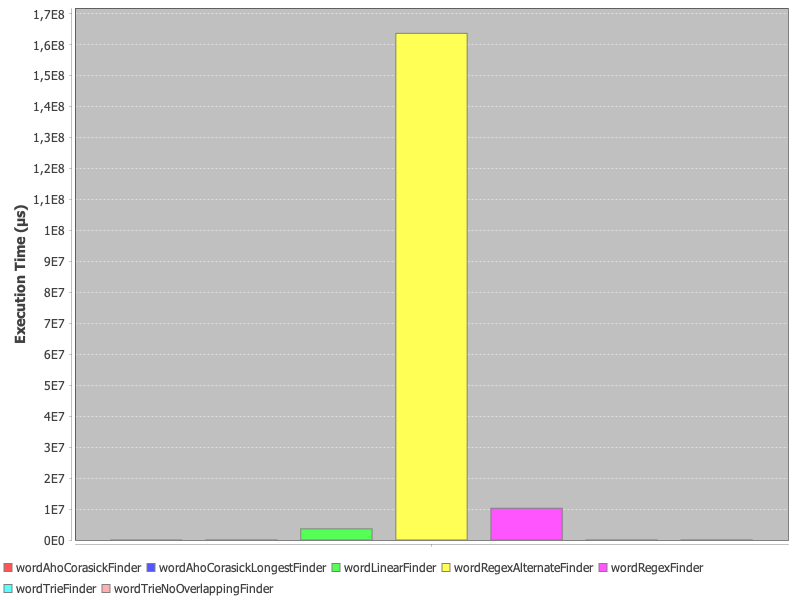 1,7E8
1,6E8
1,5E8
1,4E8
1,3E8
1,2E8
1,1E8
1E8
9E7
8E7
7E7
6E7
5E7
4E7
3E7
2E7
1E7
0E0
Execution Time (µs)
wordAhoCorasickFinder wordAhoCorasickLongestFinder wordLinearFinder wordRegexAlternateFinder wordRegexFinder
wordTrieFinder wordTrieNoOverlappingFinder